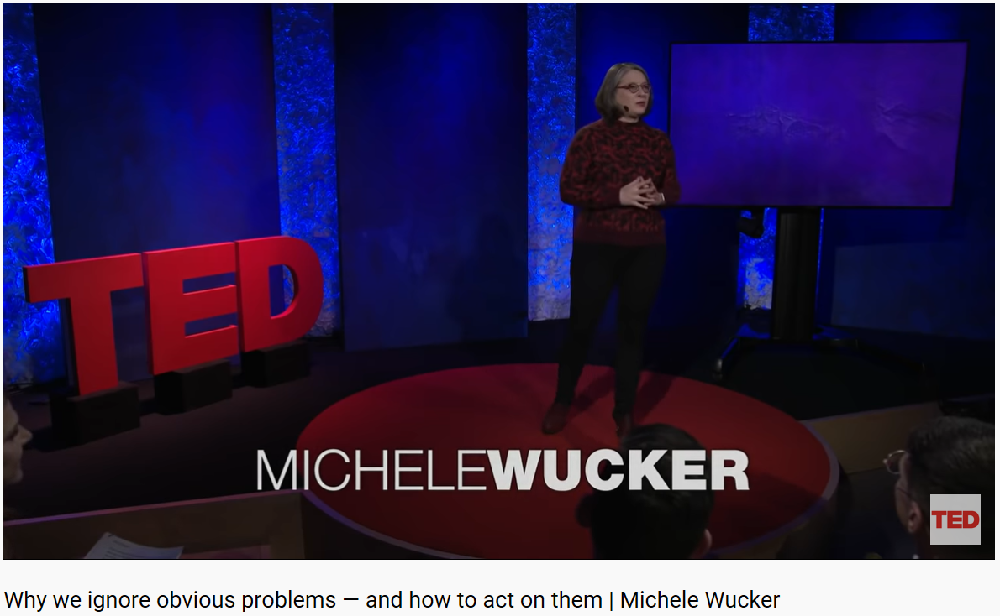 TED
MICHELEWUCKER
TED
Why we ignore obvious problems — and how to act on them | Michele Wucker